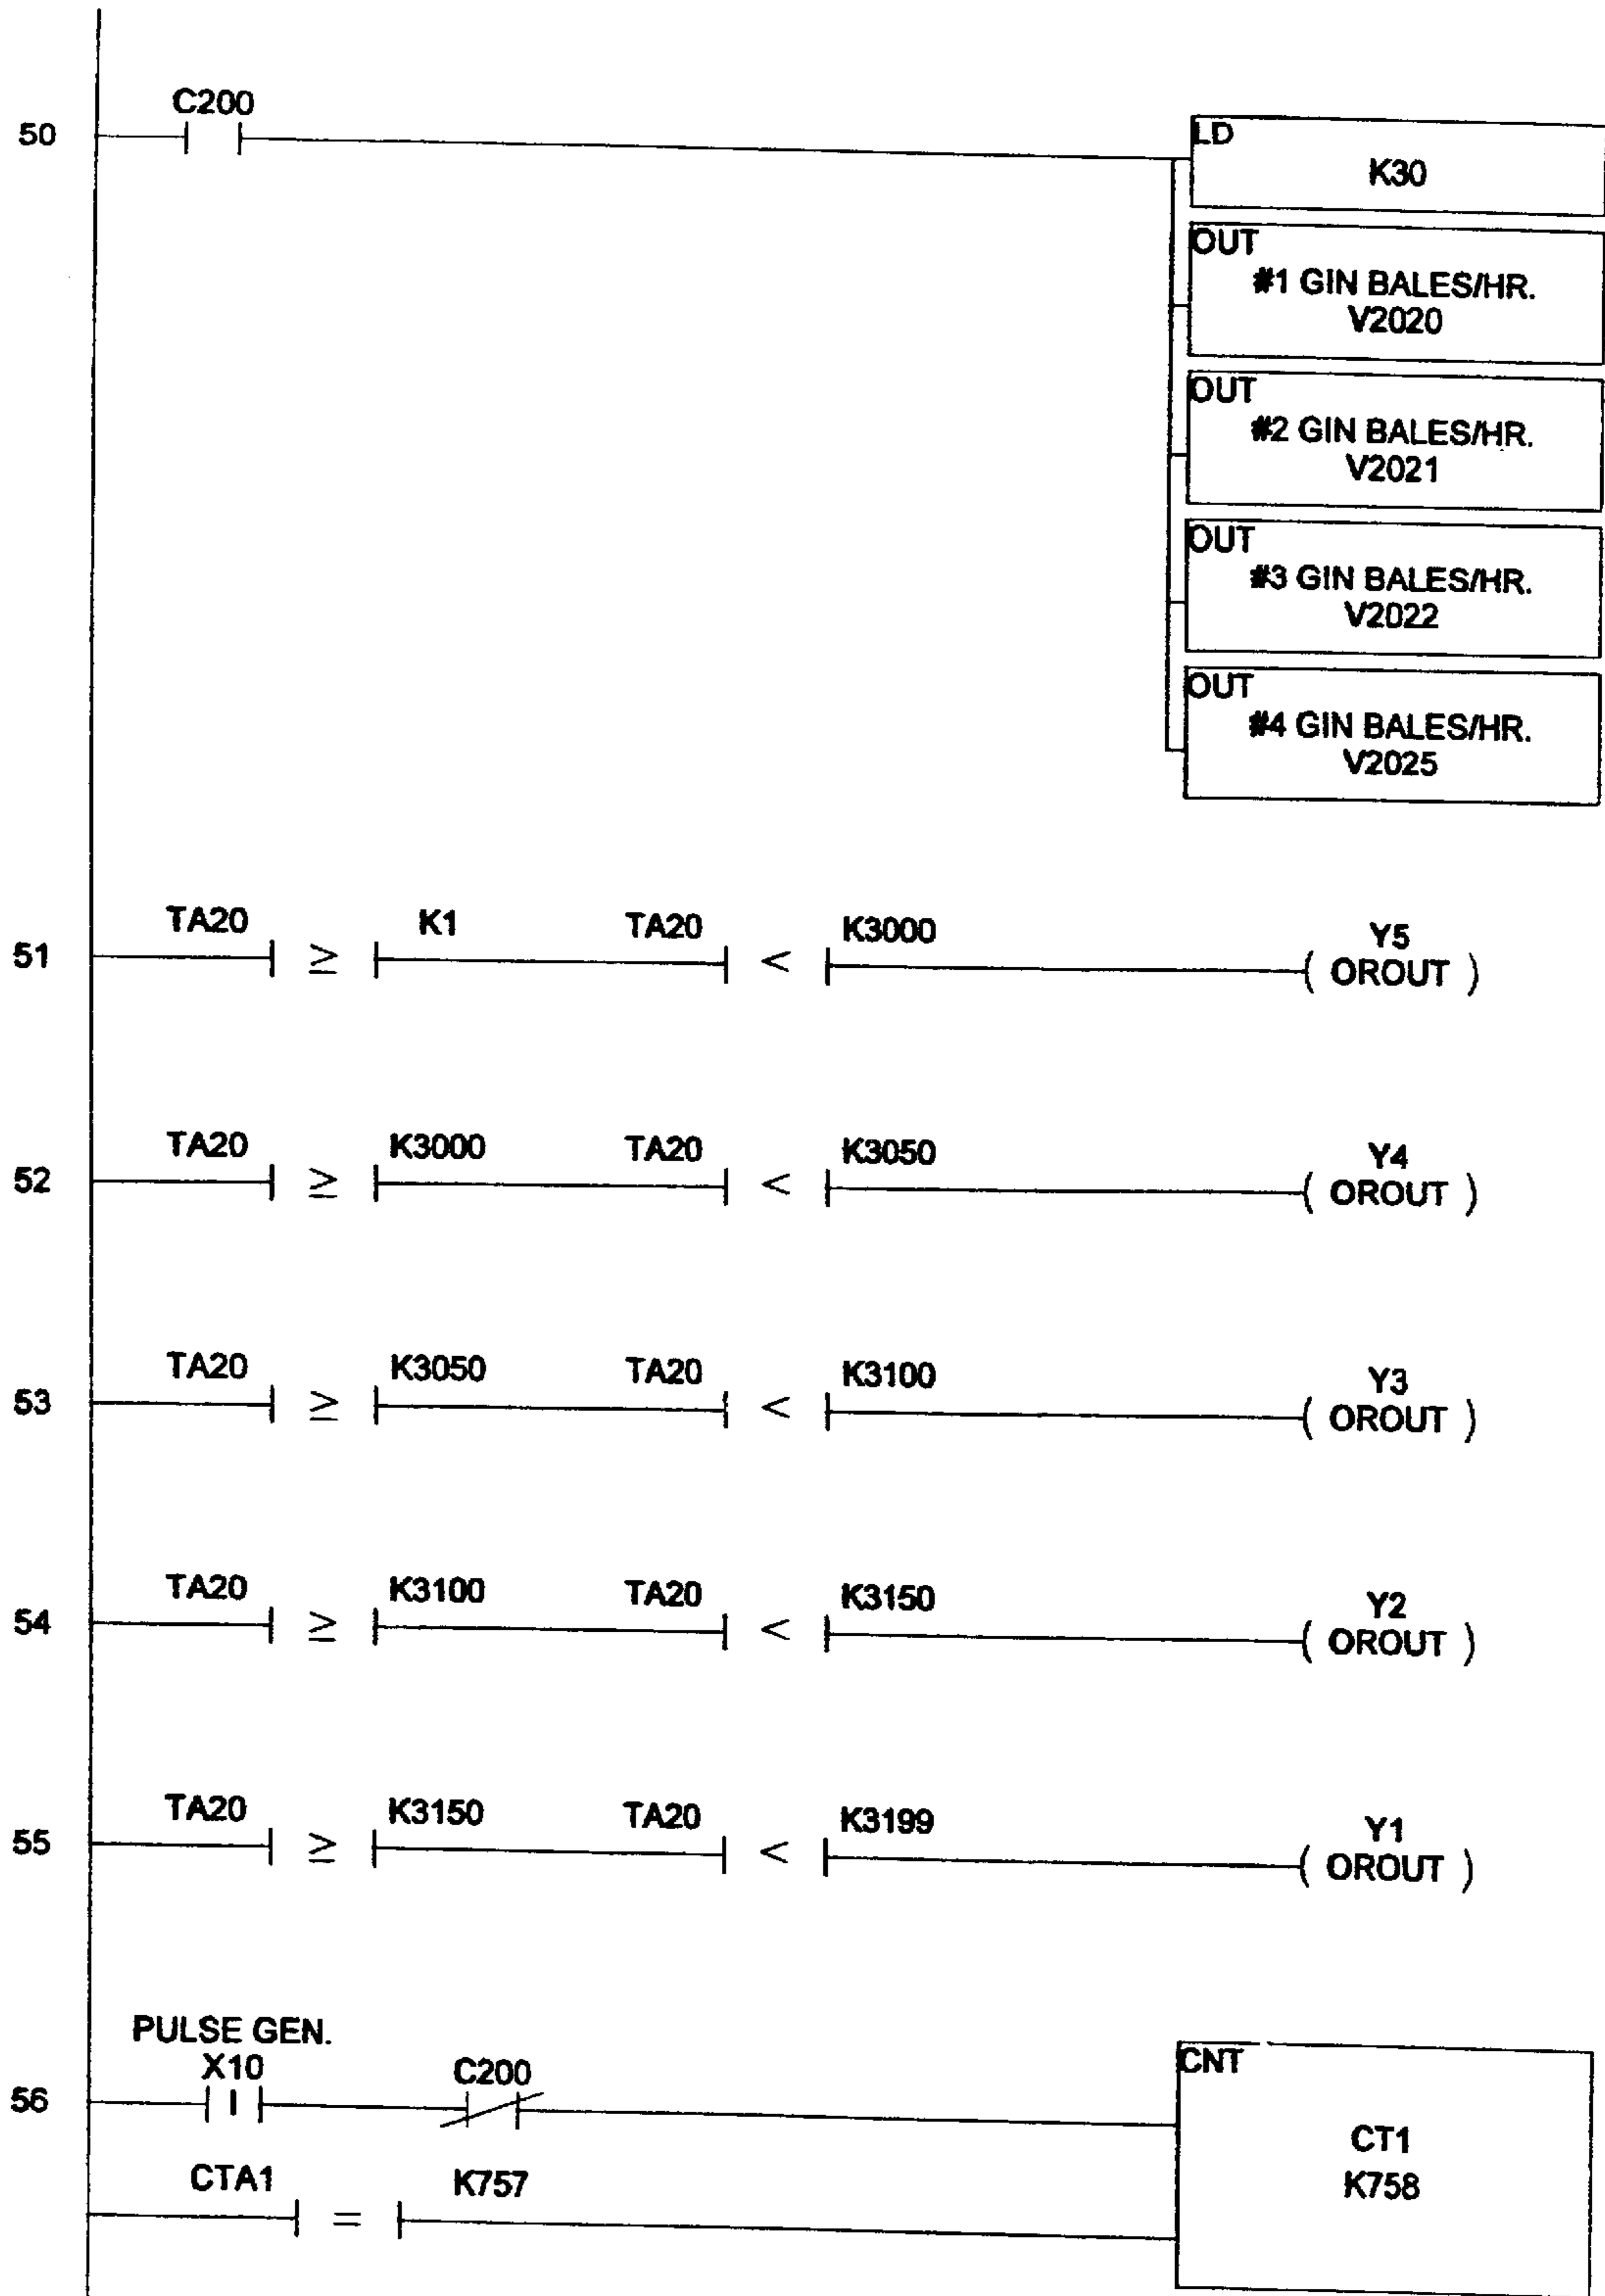 C200
50
LD
K30
OUT
#1 GIN BALES/HR.
V2020
OUT
#2 GIN BALES/HR.
V2021
OUT
#3 GIN BALES/HR.
V2022
OUT
#4 GIN BALES/HR.
V2025
TA20 ≥ K1 TA20 < K3000 Y5
51 ( OROUT )
TA20 ≥ K3000 TA20 < K3050 Y4
52 ( OROUT )
TA20 ≥ K3050 TA20 < K3100 Y3
53 ( OROUT )
TA20 ≥ K3100 TA20 < K3150 Y2
54 ( OROUT )
TA20 ≥ K3150 TA20 < K3199 Y1
55 ( OROUT )
PULSE GEN.
X10 C200
56
CNT
CT1
K758
CTA1 = K757